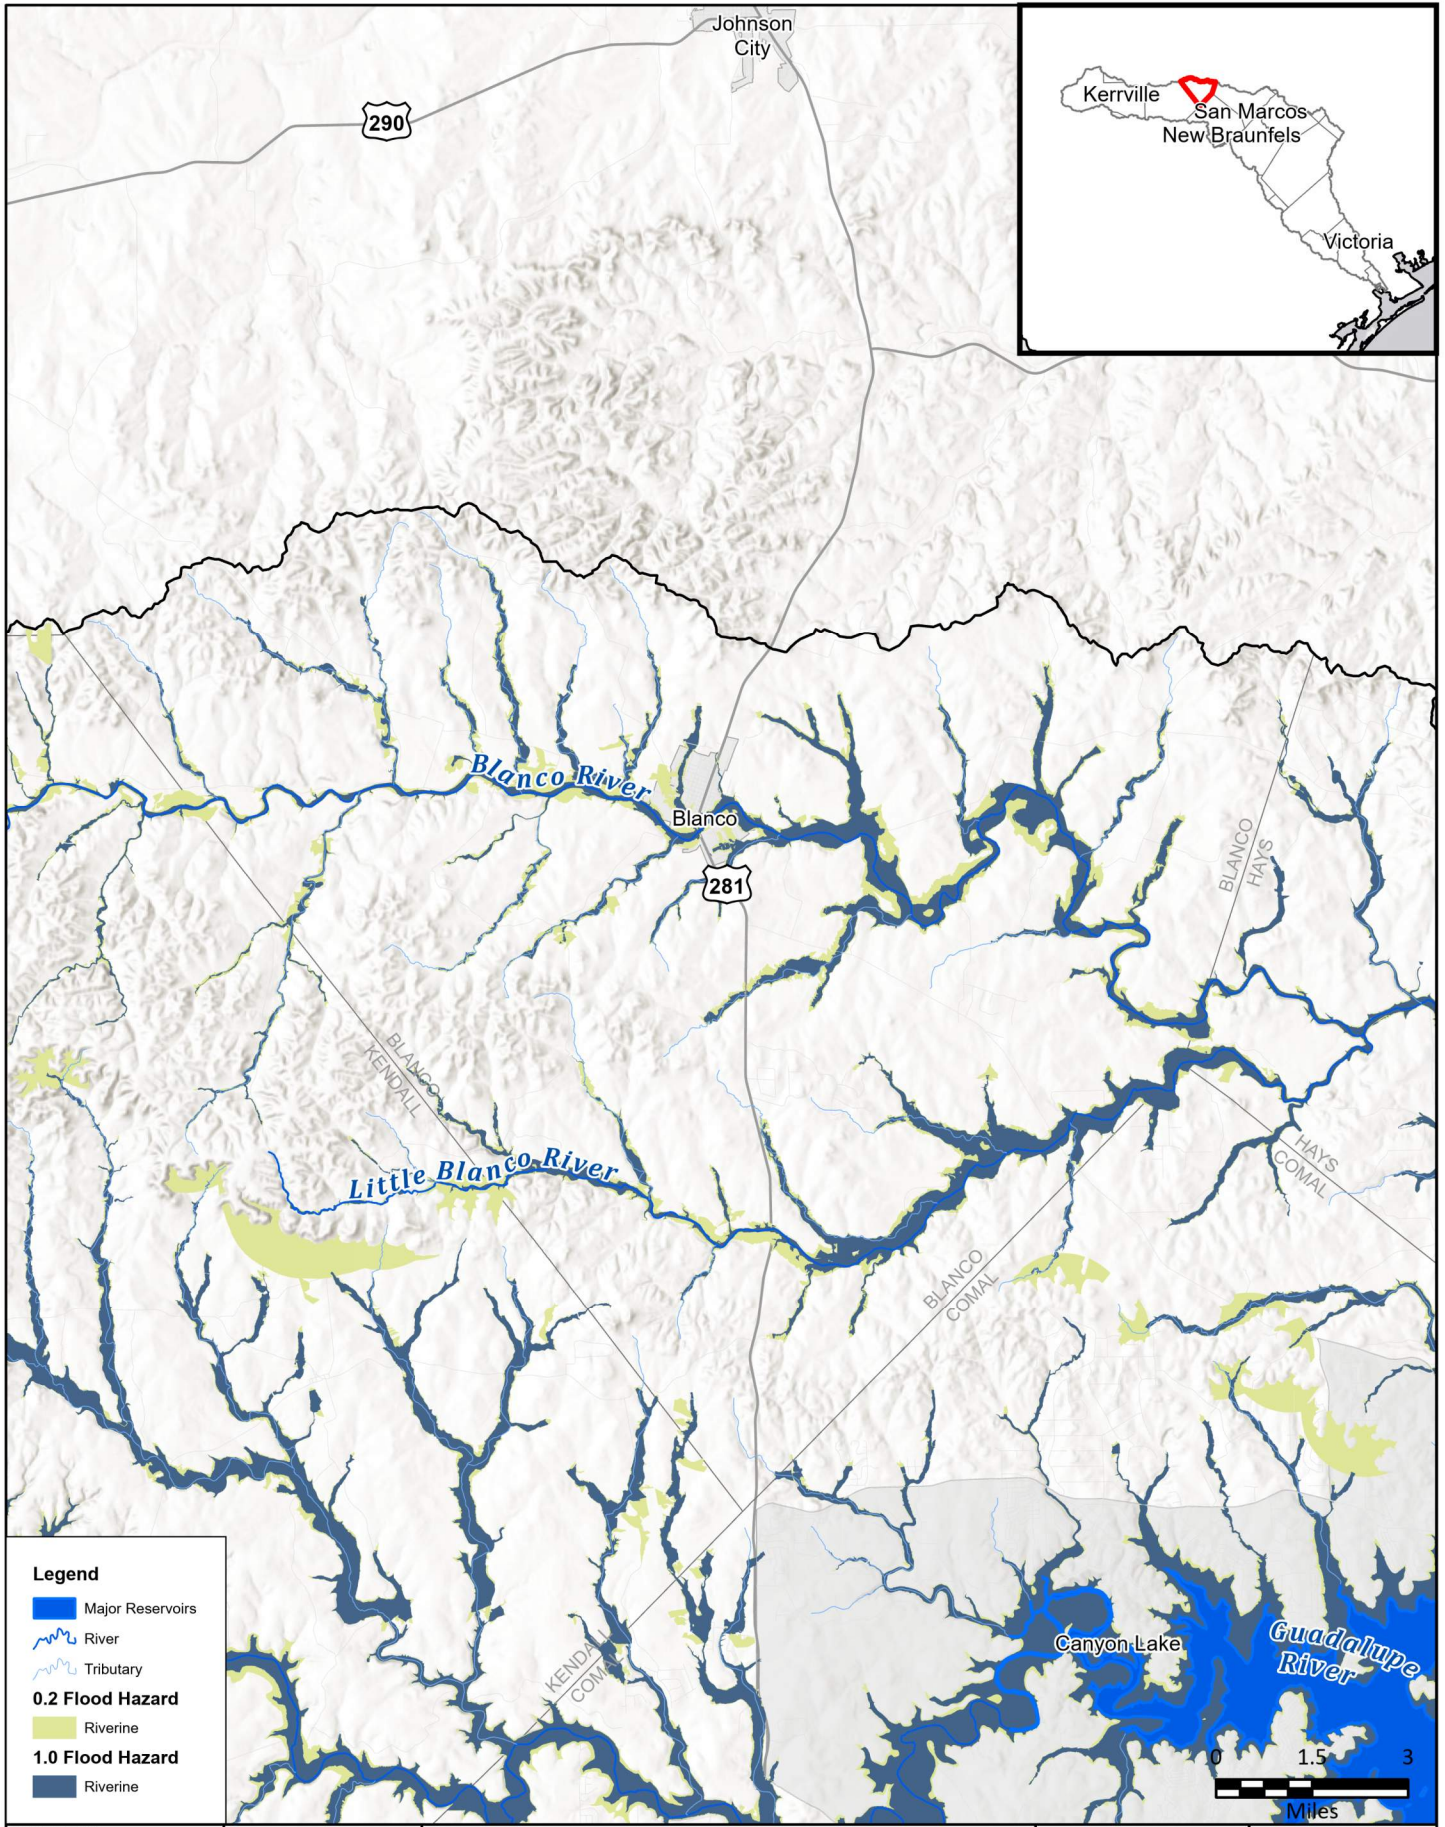 Johnson
City
290
Kerrville
San Marcos
New Braunfels
Victoria
Blanco River
Blanco
281
BLANCO
HAYS
BLANCO
KENDALL
Little Blanco River
HAYS
COMAL
BLANCO
COMAL
KENDALL
COMAL
Canyon Lake
Guadalupe
River
Legend
Major Reservoirs
River
Tributary
0.2 Flood Hazard
Riverine
1.0 Flood Hazard
Riverine
0 1.5 3
Miles